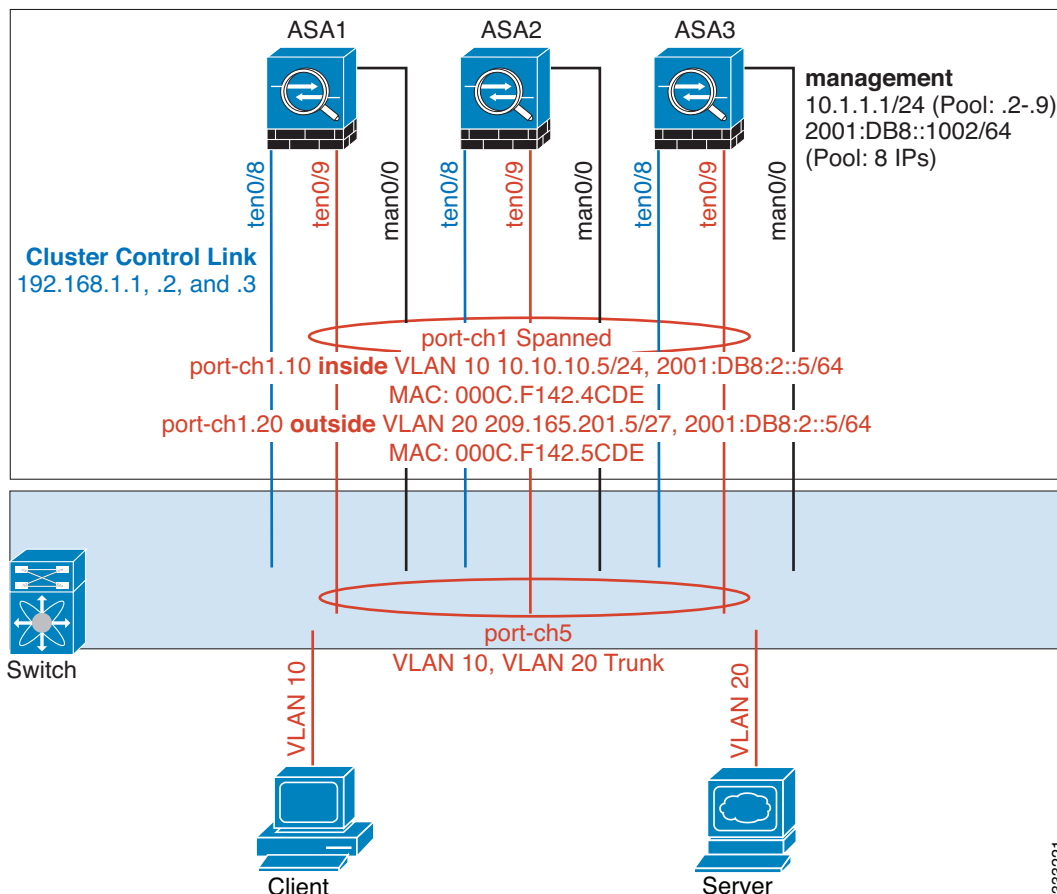 ASA1
ASA2
ASA3
management
10.1.1.1/24 (Pool: .2-.9)
2001:DB8::1002/64
(Pool: 8 IPs)
ten0/8
ten0/9
man0/0
ten0/8
ten0/9
man0/0
ten0/8
ten0/9
man0/0
Cluster Control Link
192.168.1.1, .2, and .3
port-ch1 Spanned
port-ch1.10 inside VLAN 10 10.10.10.5/24, 2001:DB8:2::5/64
MAC: 000C.F142.4CDE
port-ch1.20 outside VLAN 20 209.165.201.5/27, 2001:DB8:2::5/64
MAC: 000C.F142.5CDE
port-ch5
VLAN 10, VLAN 20 Trunk
Switch
VLAN 10
VLAN 20
Client
Server